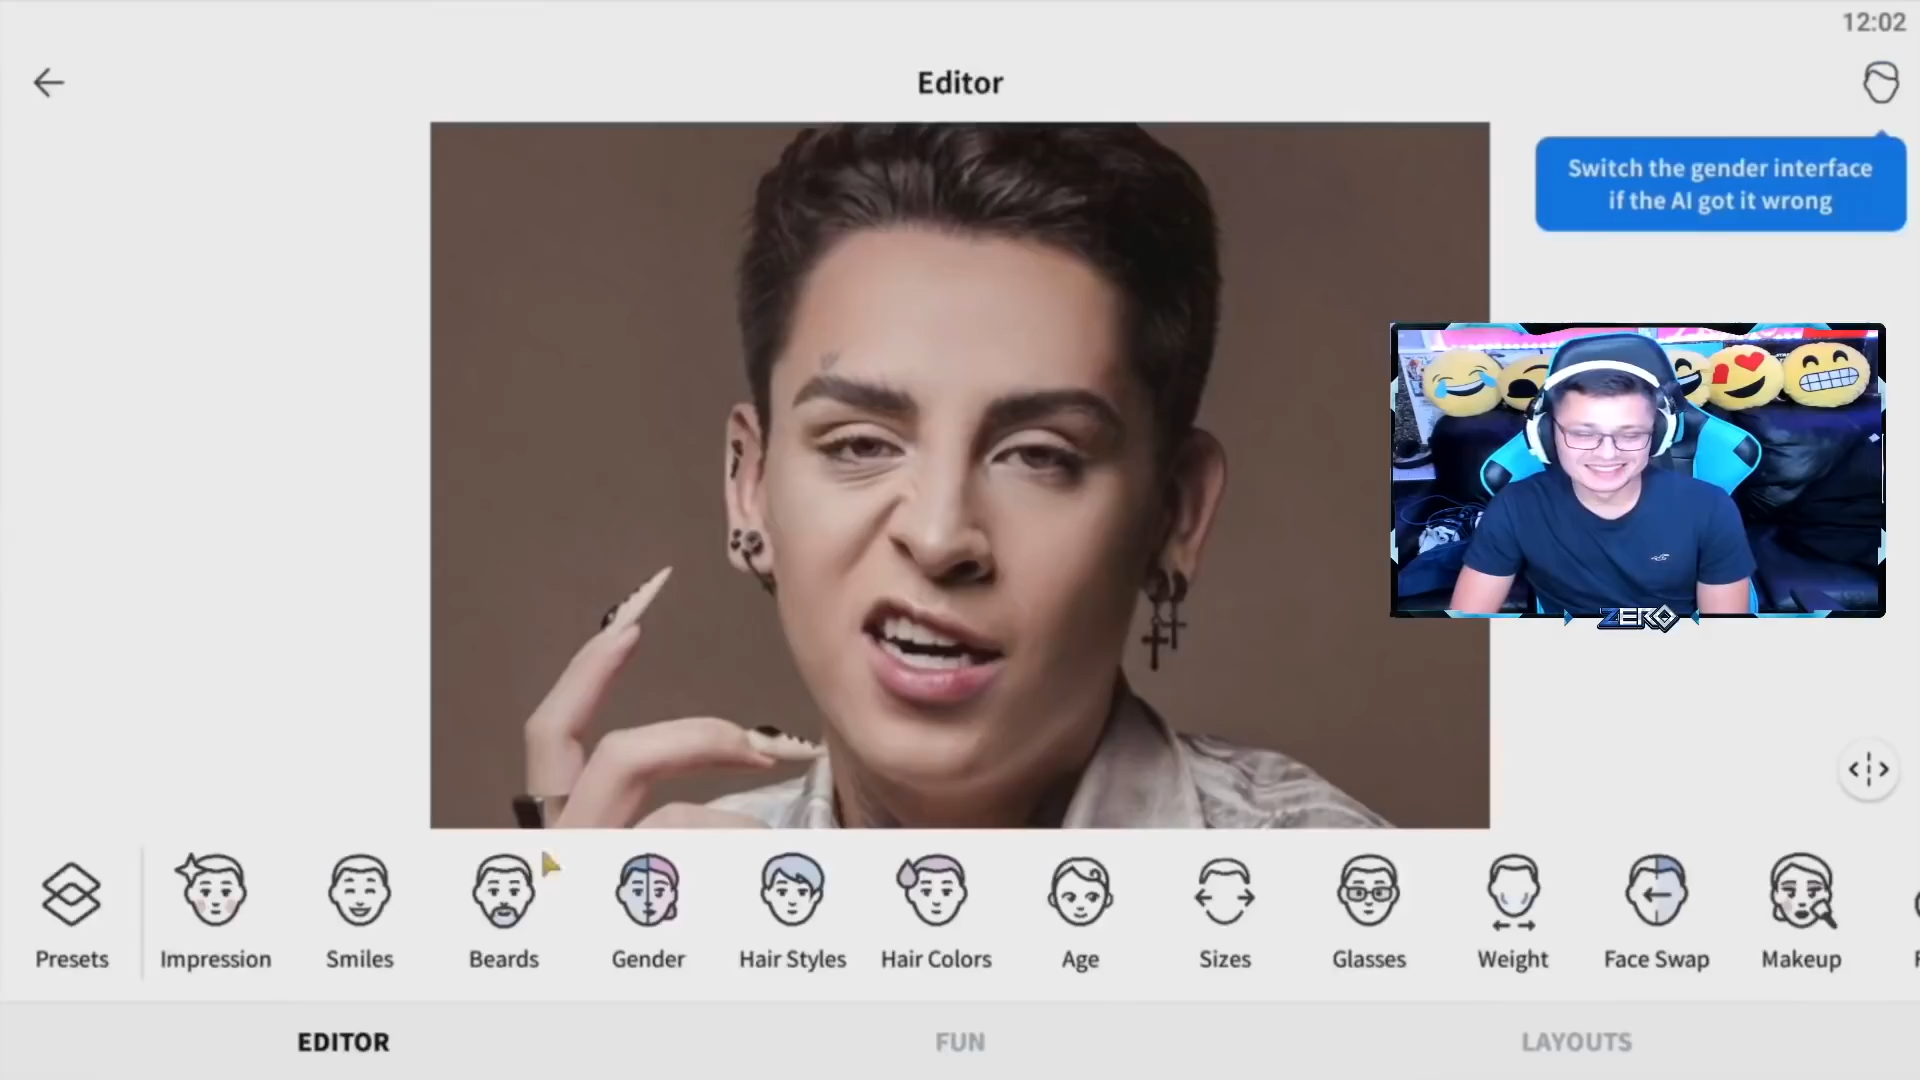 12:02
Editor
Switch the gender interface
if the AI got it wrong
ZERO
Presets
Impression
Smiles
Beards
Gender
Hair Styles
Hair Colors
Age
Sizes
Glasses
Weight
Face Swap
Makeup
EDITOR
FUN
LAYOUTS